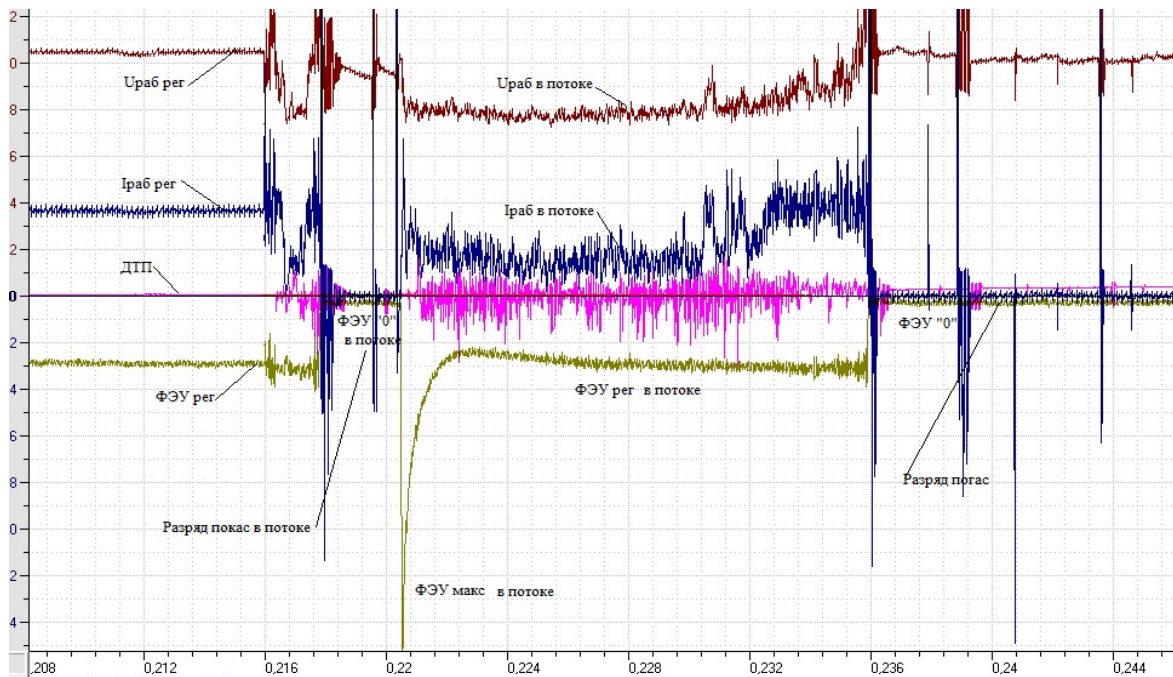 2
0
Uраб рег
Uраб в потоке
8
6
4
Iраб рег
Iраб в потоке
2
ДТП
0
ФЭУ "0"
в потоке
ФЭУ "0"
2
ФЭУ рег
ФЭУ рег в потоке
4
6
8
Разряд погас
Разряд покас в потоке
0
2
ФЭУ макс в потоке
4
,208 0,212 0,216 0,22 0,224 0,228 0,232 0,236 0,24 0,244